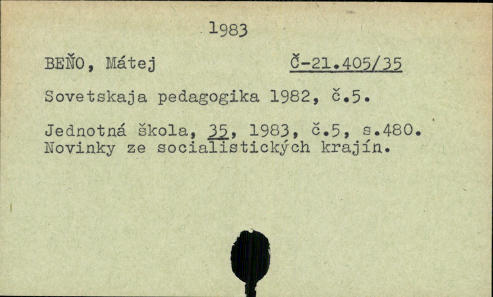 1983
BEŇO, Mátej Č-21.405/35
Sovetskaja pedagogika 1982, č.5.
Jednotná škola, 35, 1983, č.5, s.480.
Novinky ze socialistických krajín.